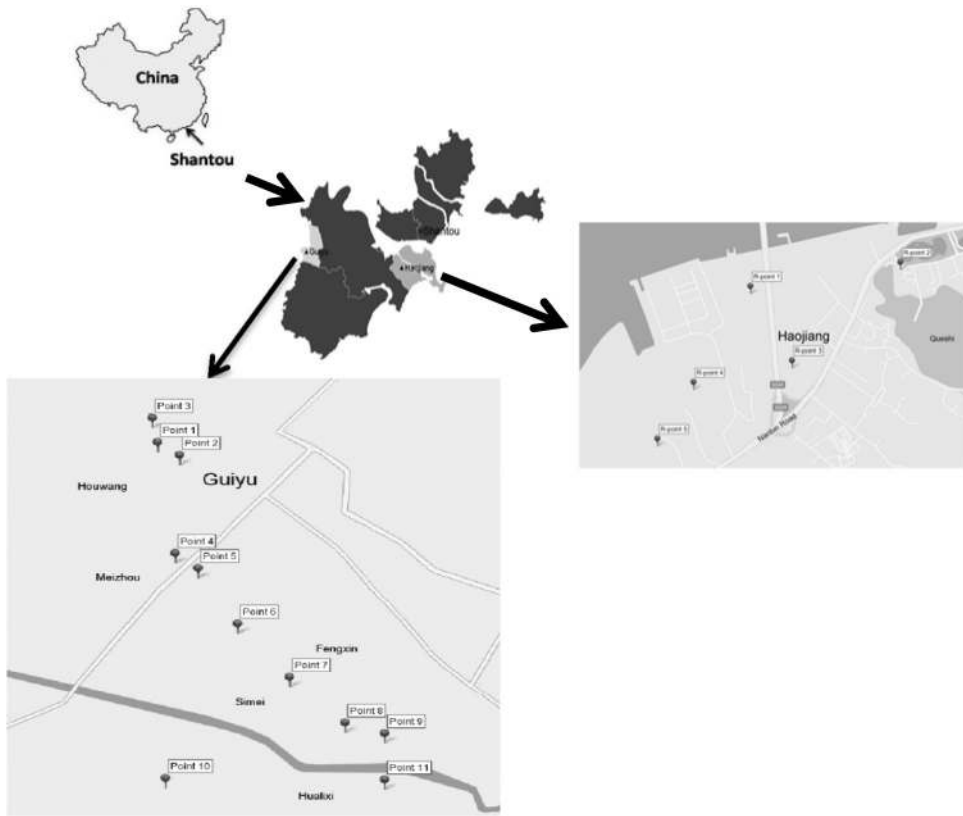 China
Shantou
Shantou
Haojiang
R-point 1
R-point 2
Haojiang
R-point 3
R-point 4
R-point 5
Nanbin Road
Queshi
Point 3
Point 1
Point 2
Guiyu
Houwang
Point 4
Point 5
Meizhou
Point 6
Fengxin
Point 7
Simei
Point 8
Point 9
Point 10
Point 11
Hualixi